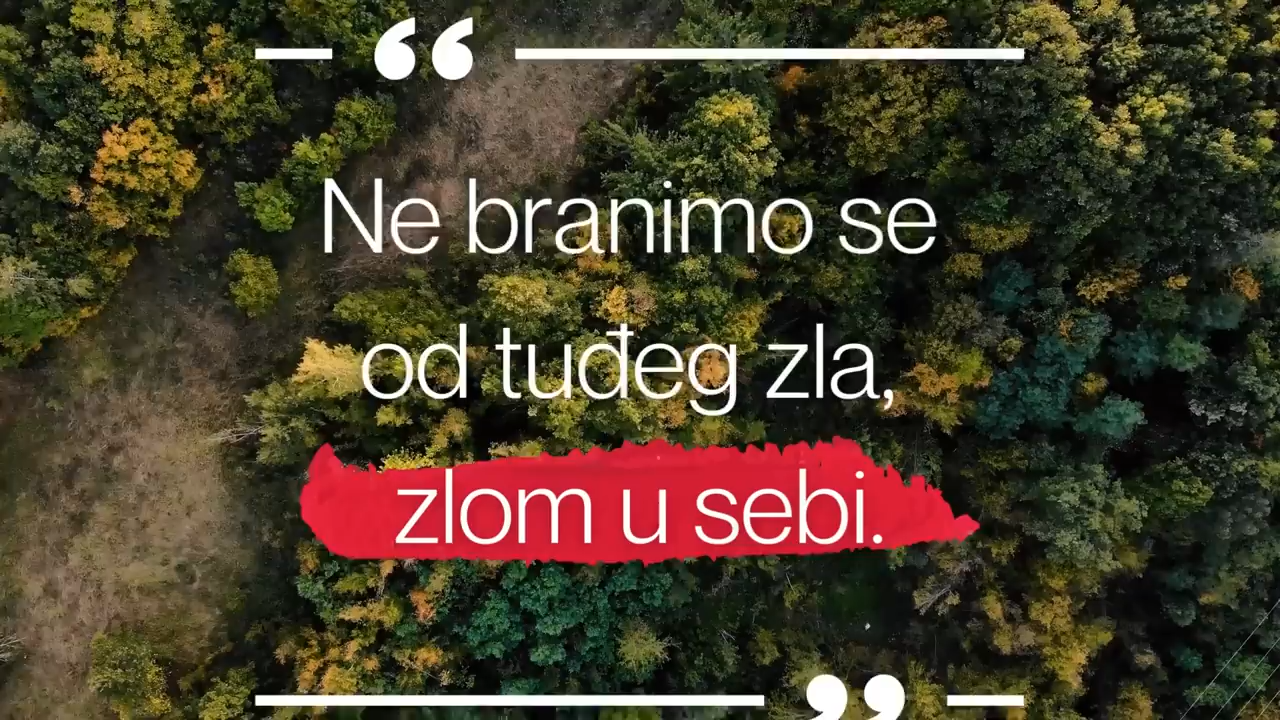 “
Ne branimo se
od tuđeg zla,
zlom u sebi.
”